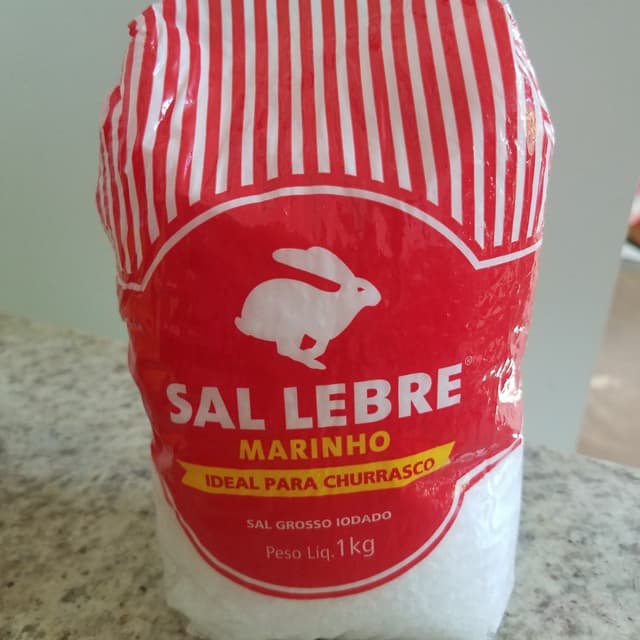 SAL LEBRE®
MARINHO
IDEAL PARA CHURRASCO
SAL GROSSO IODADO
Peso Líq. 1kg